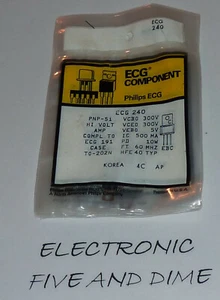 ECG
240
ECG®
COMPONENT
Philips ECG
ECG 240
PNP-SI VCBO 300V
HI VOLT VCEO 300V
AMP VEBO 5V
COMPL TO IC 500 MA
ECG 191 PD 10W
CASE FT 60 MHZ EBC
TO-202N HFE 40 TYP
KOREA 4C AF
ELECTRONIC
FIVE AND DIME